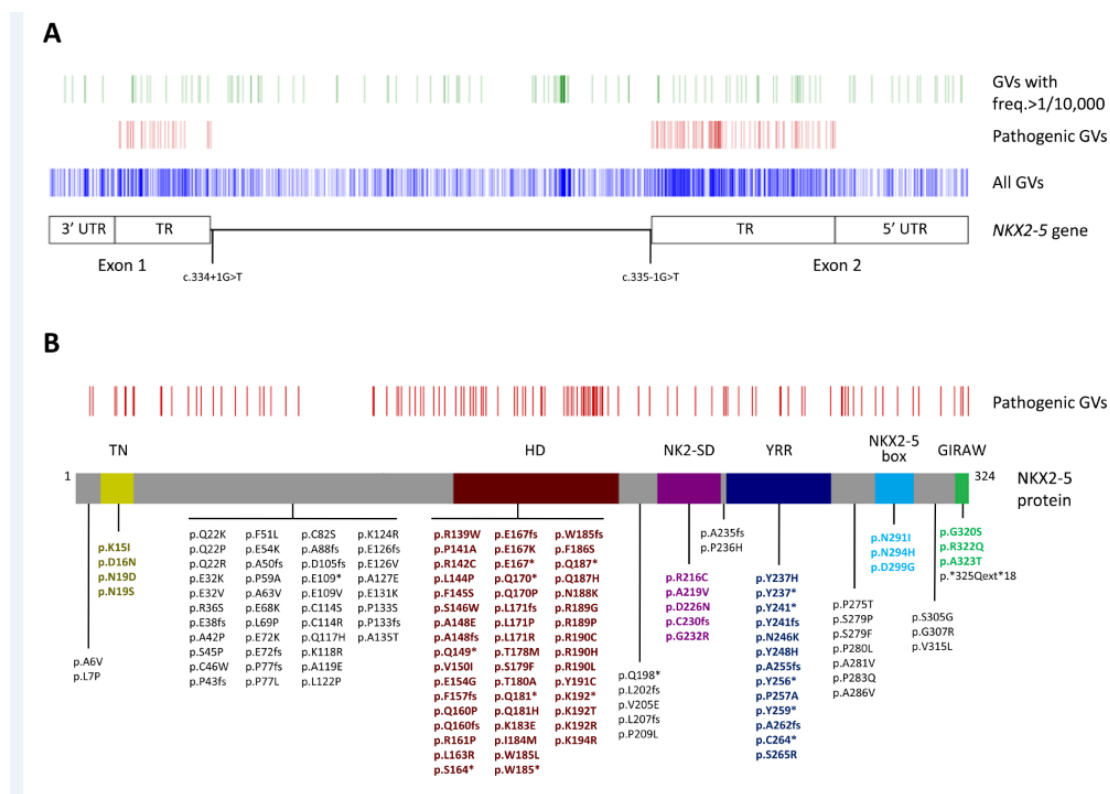 A
GVs with
freq.>1/10,000
Pathogenic GVs
All GVs
3' UTR TR TR 5' UTR NKX2-5 gene
Exon 1 Exon 2
c.334+1G>T c.335-1G>T
B
Pathogenic GVs
TN HD NK2-SD YRR NKX2-5 box GIRAW
1 324 NKX2-5
protein
p.A6V
p.L7P
p.K15I
p.D16N
p.N19D
p.N19S
p.Q22K
p.Q22P
p.Q22R
p.E32K
p.E32V
p.R36S
p.E38fs
p.A42P
p.S45P
p.C46W
p.P43fs
p.F51L
p.E54K
p.A50fs
p.P59A
p.A63V
p.E68K
p.L69P
p.E72K
p.E72fs
p.P77fs
p.P77L
p.C82S
p.A88fs
p.D105fs
p.E109*
p.E109V
p.C114S
p.C114R
p.Q117H
p.K118R
p.A119E
p.L122P
p.K124R
p.E126fs
p.E126V
p.A127E
p.E131K
p.P133S
p.P133fs
p.A135T
p.R139W
p.P141A
p.R142C
p.L144P
p.F145S
p.S146W
p.A148E
p.A148fs
p.Q149*
p.V150I
p.E154G
p.F157fs
p.Q160P
p.Q160fs
p.R161P
p.L163R
p.S164*
p.E167fs
p.E167K
p.E167*
p.Q170*
p.Q170P
p.L171fs
p.L171P
p.L171R
p.T178M
p.S179F
p.T180A
p.Q181*
p.Q181H
p.K183E
p.I184M
p.W185L
p.W185*
p.W185fs
p.F186S
p.Q187*
p.Q187H
p.N188K
p.R189G
p.R189P
p.R190C
p.R190H
p.R190L
p.Y191C
p.K192*
p.K192T
p.K192R
p.K194R
p.Q198*
p.L202fs
p.V205E
p.L207fs
p.P209L
p.R216C
p.A219V
p.D226N
p.C230fs
p.G232R
p.A235fs
p.P236H
p.Y237H
p.Y237*
p.Y241*
p.Y241fs
p.N246K
p.Y248H
p.A255fs
p.Y256*
p.P257A
p.Y259*
p.A262fs
p.C264*
p.S265R
p.P275T
p.S279P
p.S279F
p.P280L
p.A281V
p.P283Q
p.A286V
p.N291I
p.N294H
p.D299G
p.S305G
p.G307R
p.V315L
p.G320S
p.R322Q
p.A323T
p.*325Qext*18